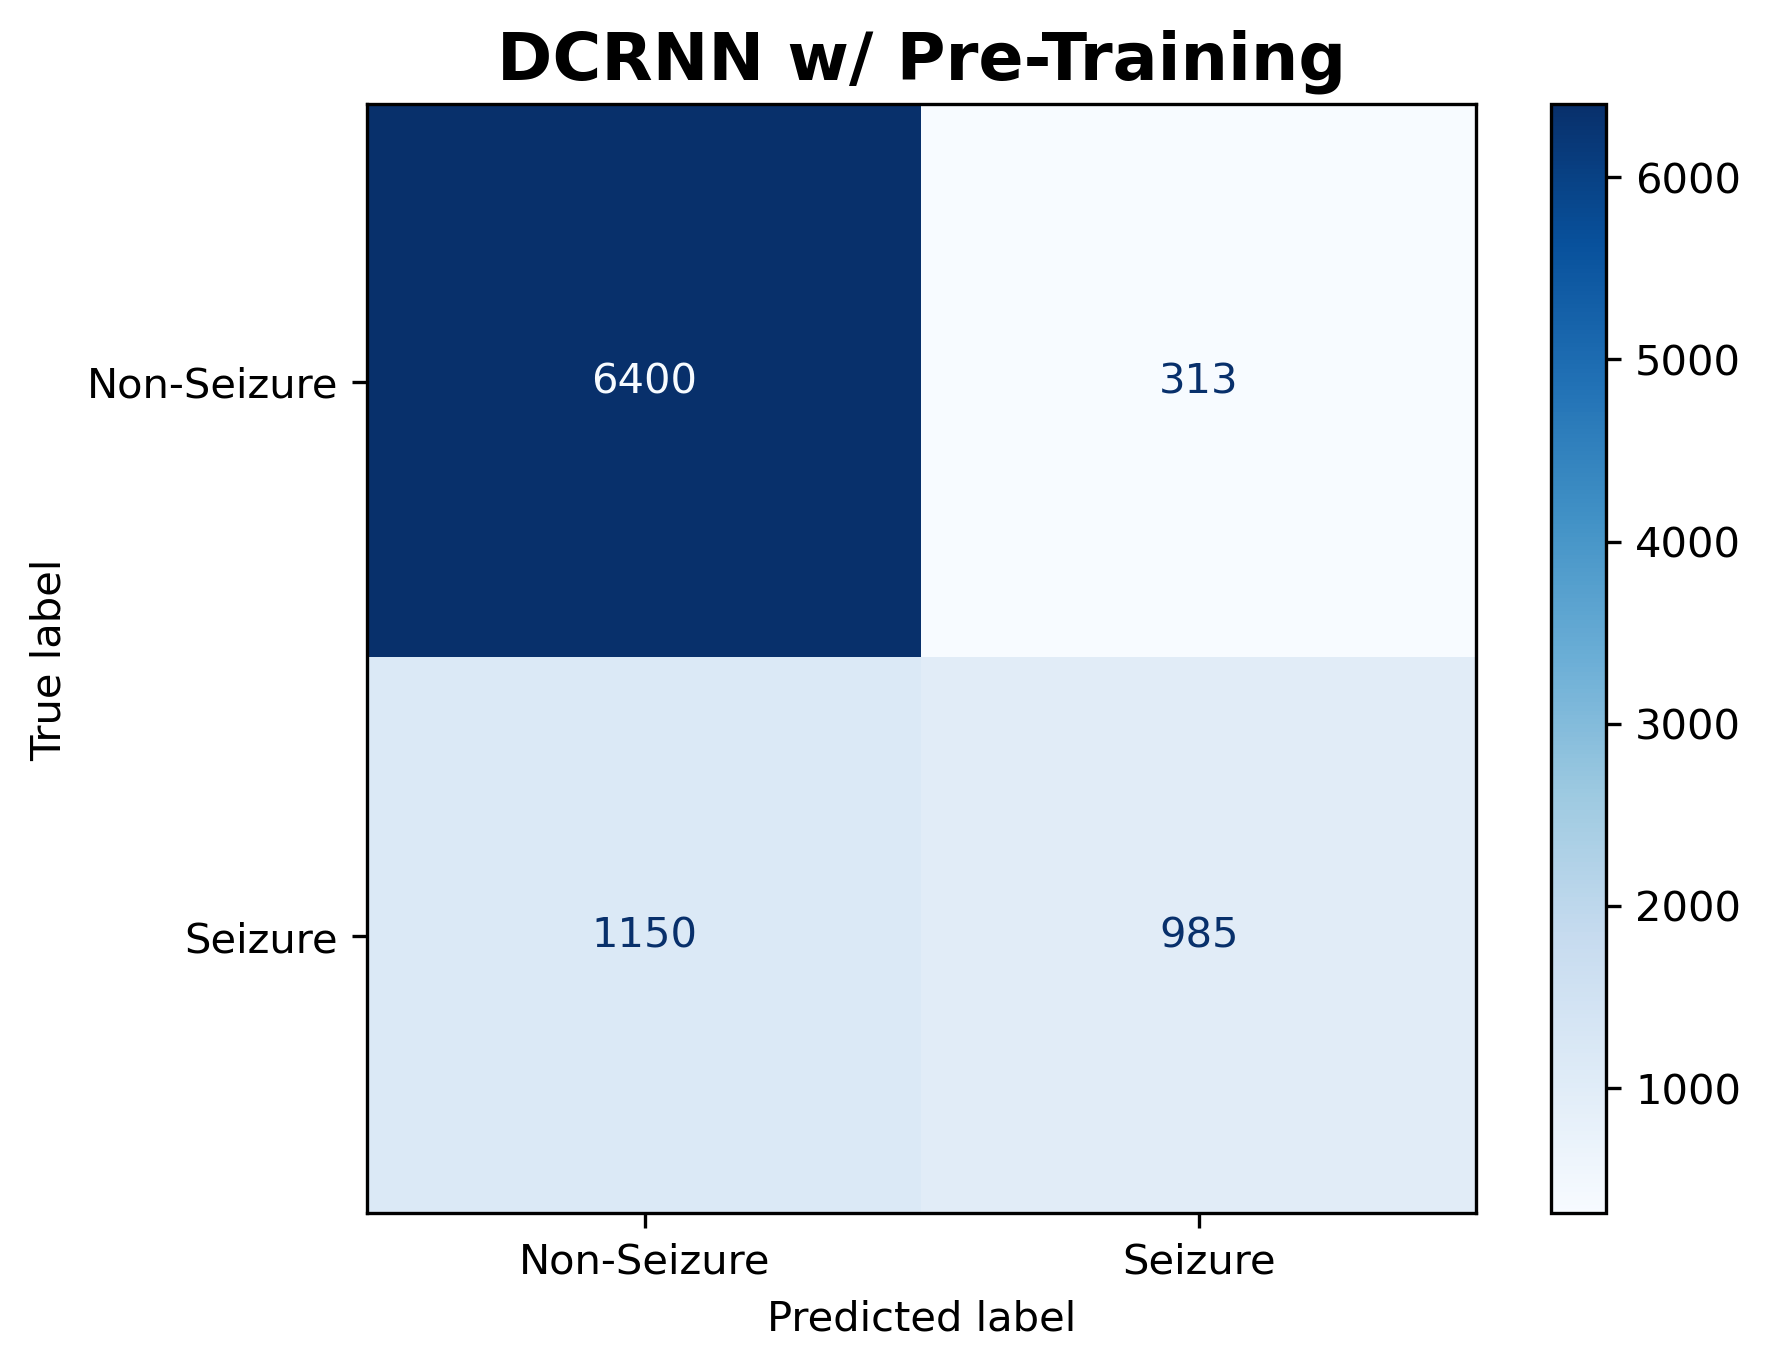 DCRNN w/ Pre-Training
6000
5000
4000
3000
2000
1000
True label
Non-Seizure
6400
313
Seizure
1150
985
Non-Seizure
Seizure
Predicted label